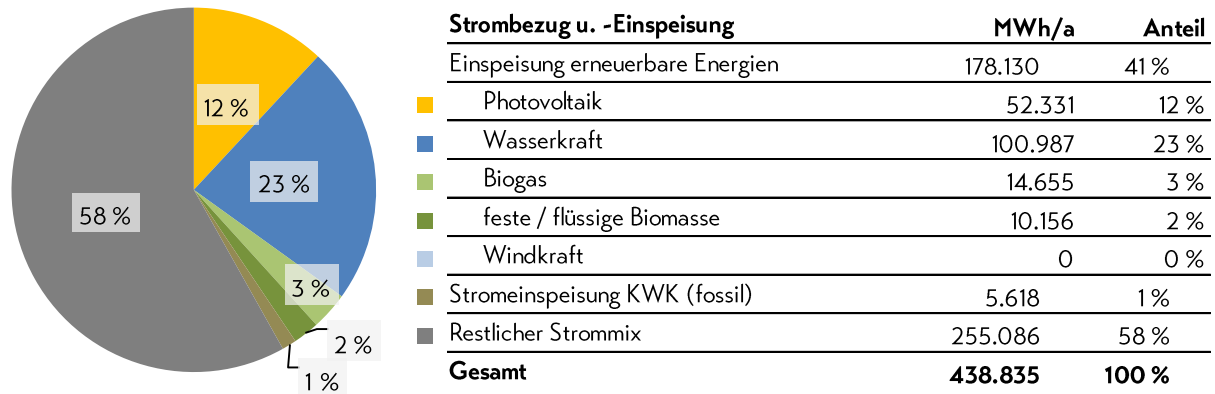 12 %
23 %
58 %
3 %
2 %
1 %
Strombezug u. -Einspeisung MWh/a Anteil
Einspeisung erneuerbare Energien 178.130 41 %
Photovoltaik 52.331 12 %
Wasserkraft 100.987 23 %
Biogas 14.655 3 %
feste / flüssige Biomasse 10.156 2 %
Windkraft 0 0 %
Stromeinspeisung KWK (fossil) 5.618 1 %
Restlicher Strommix 255.086 58 %
Gesamt 438.835 100 %